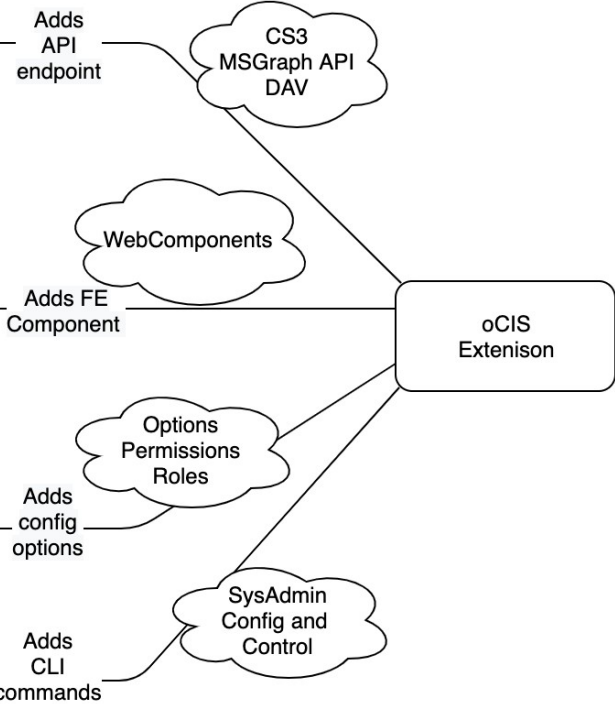 Adds
API
endpoint
CS3
MSGraph API
DAV
WebComponents
Adds FE
Component
oCIS
Extenison
Options
Permissions
Roles
Adds
config
options
SysAdmin
Config and
Control
Adds
CLI
commands